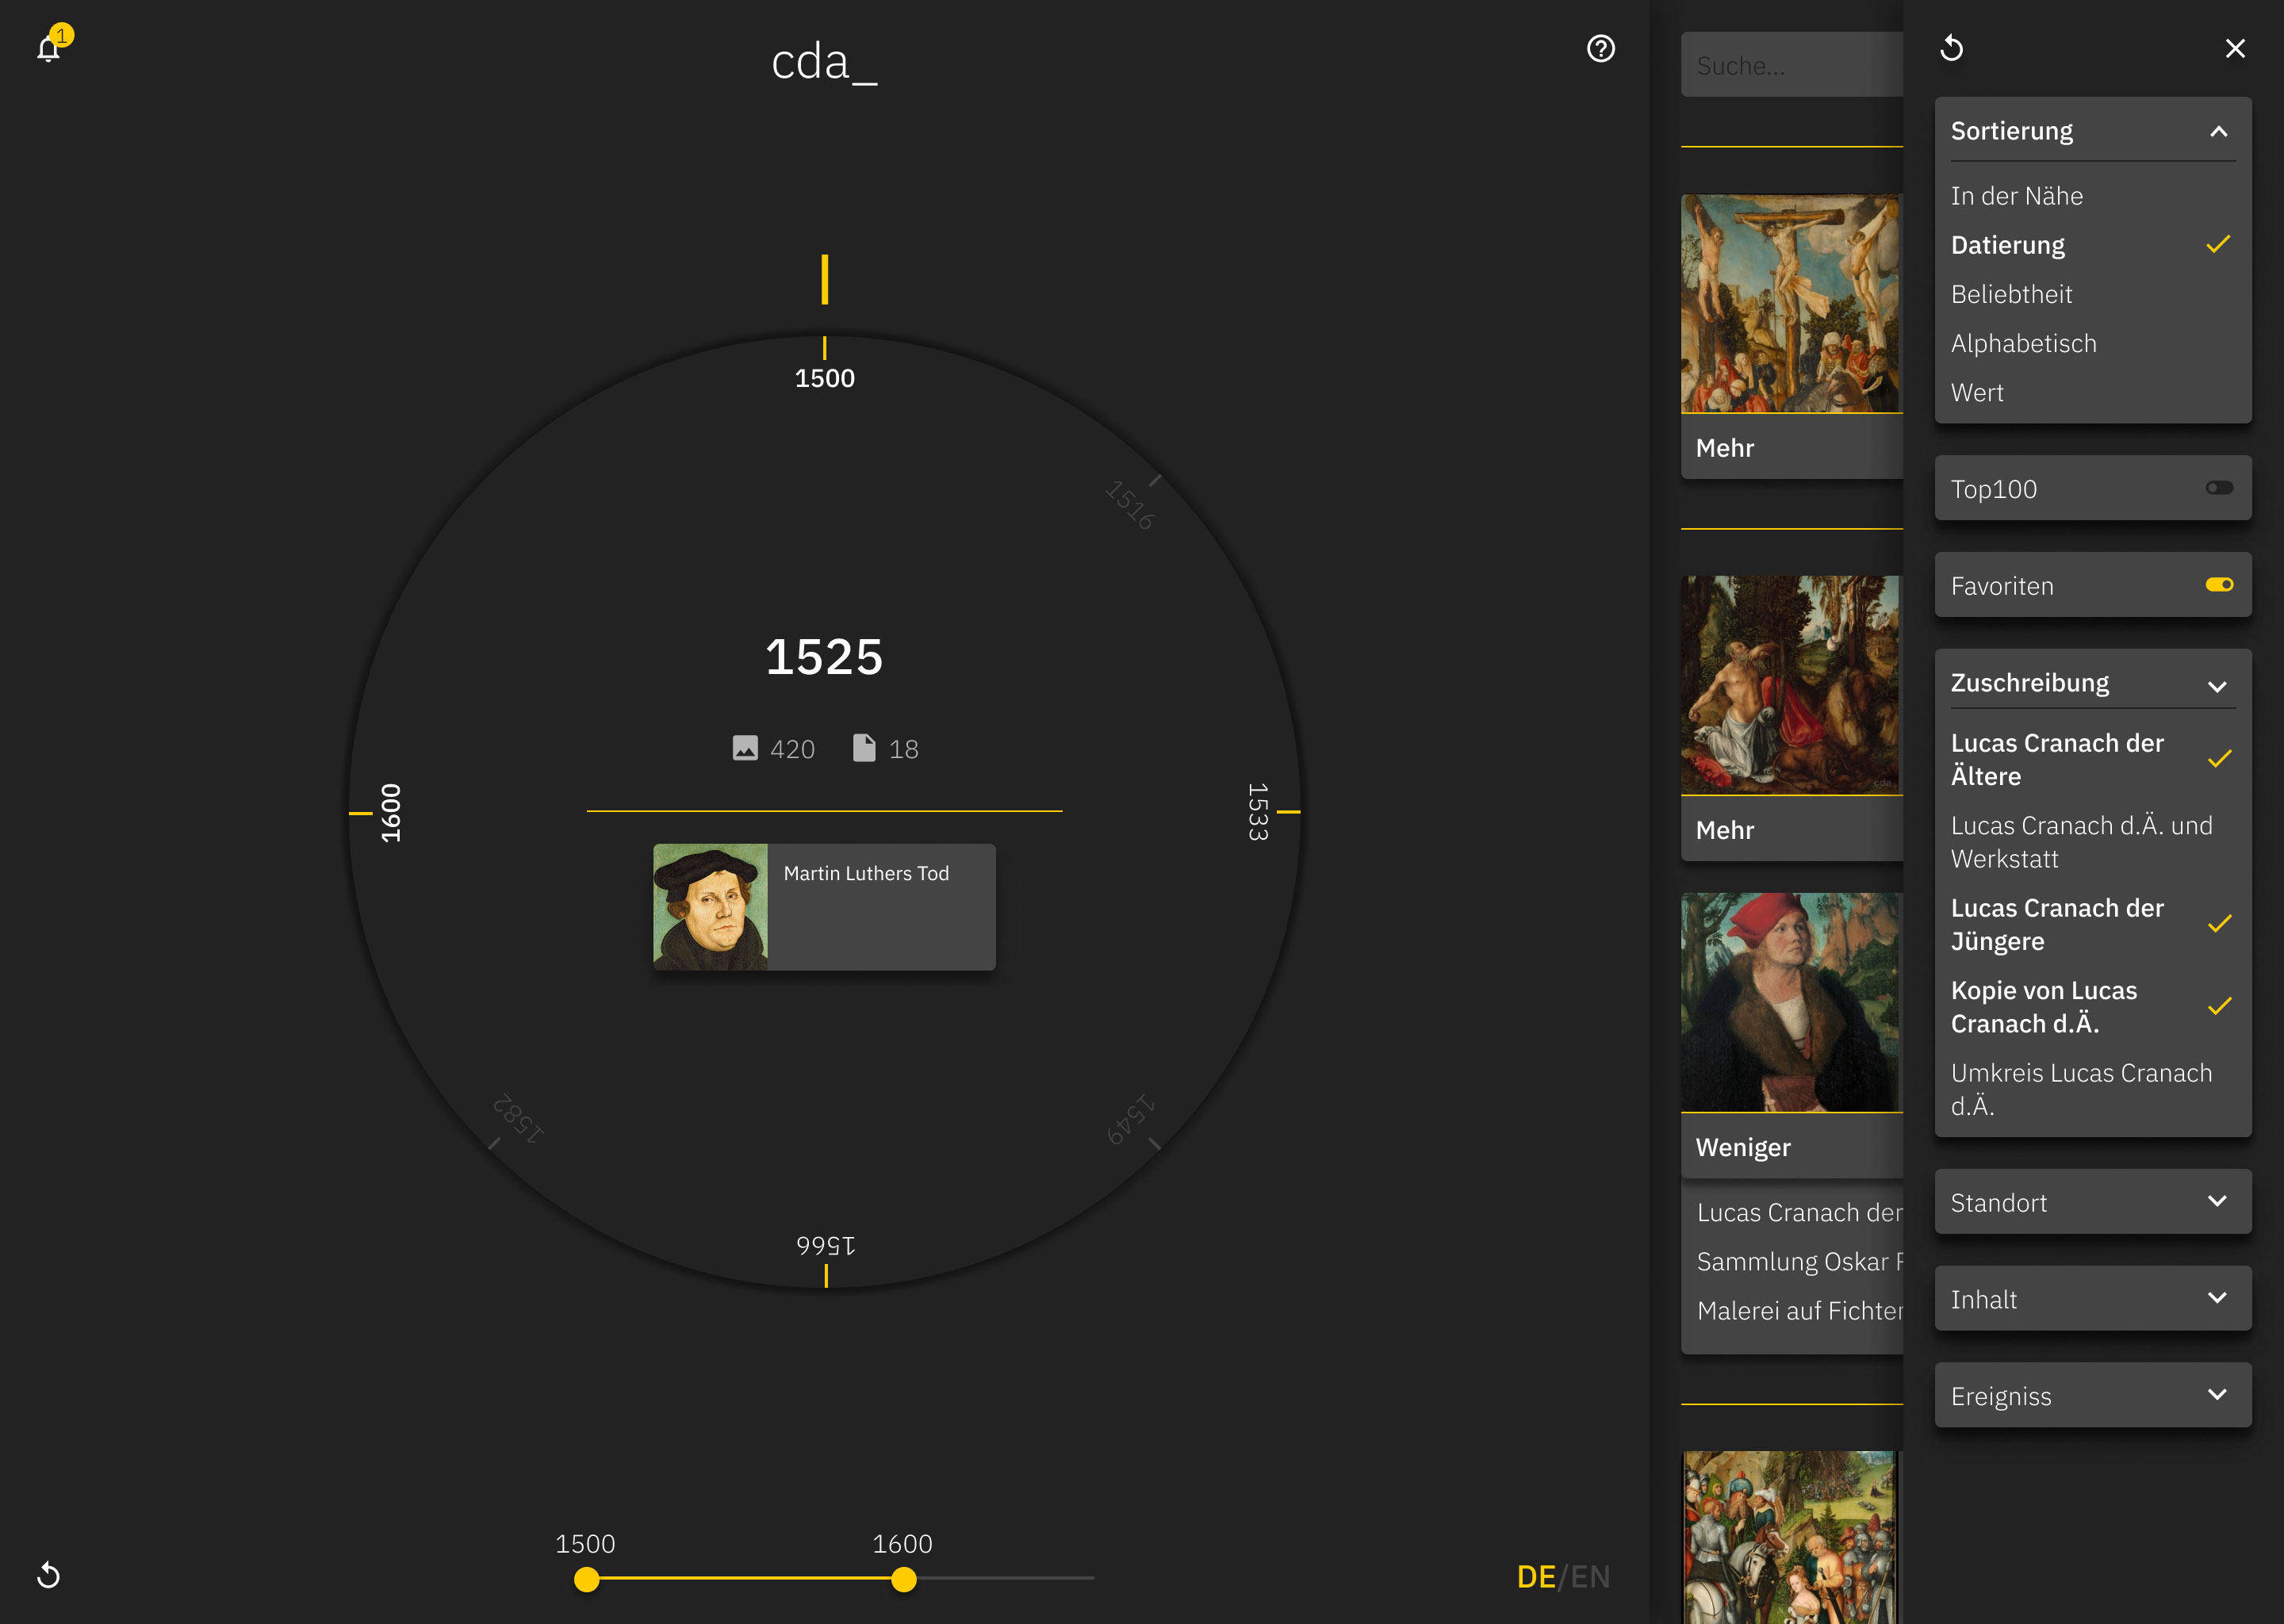 1
cda_
1500
1516
1533
1549
1566
1582
1600
1525
420
18
Martin Luthers Tod
1500
1600
DE/EN
Suche...
Mehr
Mehr
cda_
Weniger
Lucas Cranach der
Sammlung Oskar
Malerei auf
Sortierung
In der Nähe
Datierung
Beliebtheit
Alphabetisch
Wert
Top100
Favoriten
Zuschreibung
Lucas Cranach der
Ältere
Lucas Cranach d.Ä. und
Werkstatt
Lucas Cranach der
Jüngere
Kopie von Lucas
Cranach d.Ä.
Umkreis Lucas Cranach
d.Ä.
Standort
Inhalt
Ereigniss